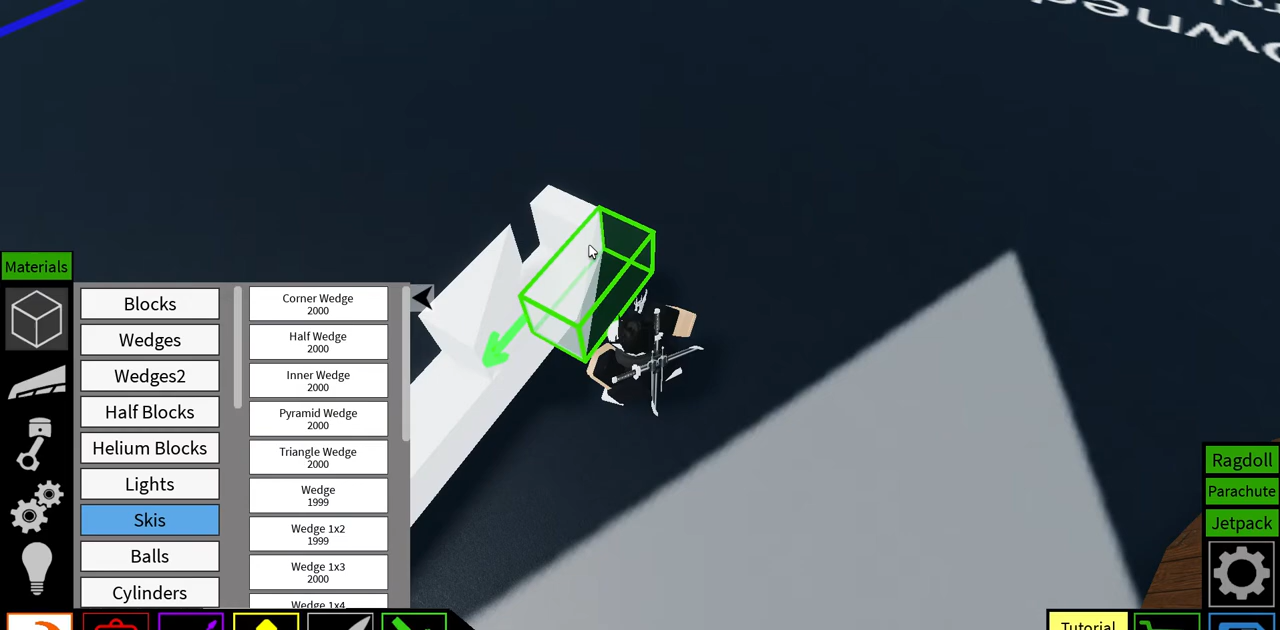 Materials
Blocks
Wedges
Wedges2
Half Blocks
Helium Blocks
Lights
Skis
Balls
Cylinders
Corner Wedge
2000
Half Wedge
2000
Inner Wedge
2000
Pyramid Wedge
2000
Triangle Wedge
2000
Wedge
1999
Wedge 1x2
1999
Wedge 1x3
2000
Wedge 1x4
Ragdoll
Parachute
Jetpack
Tutorial